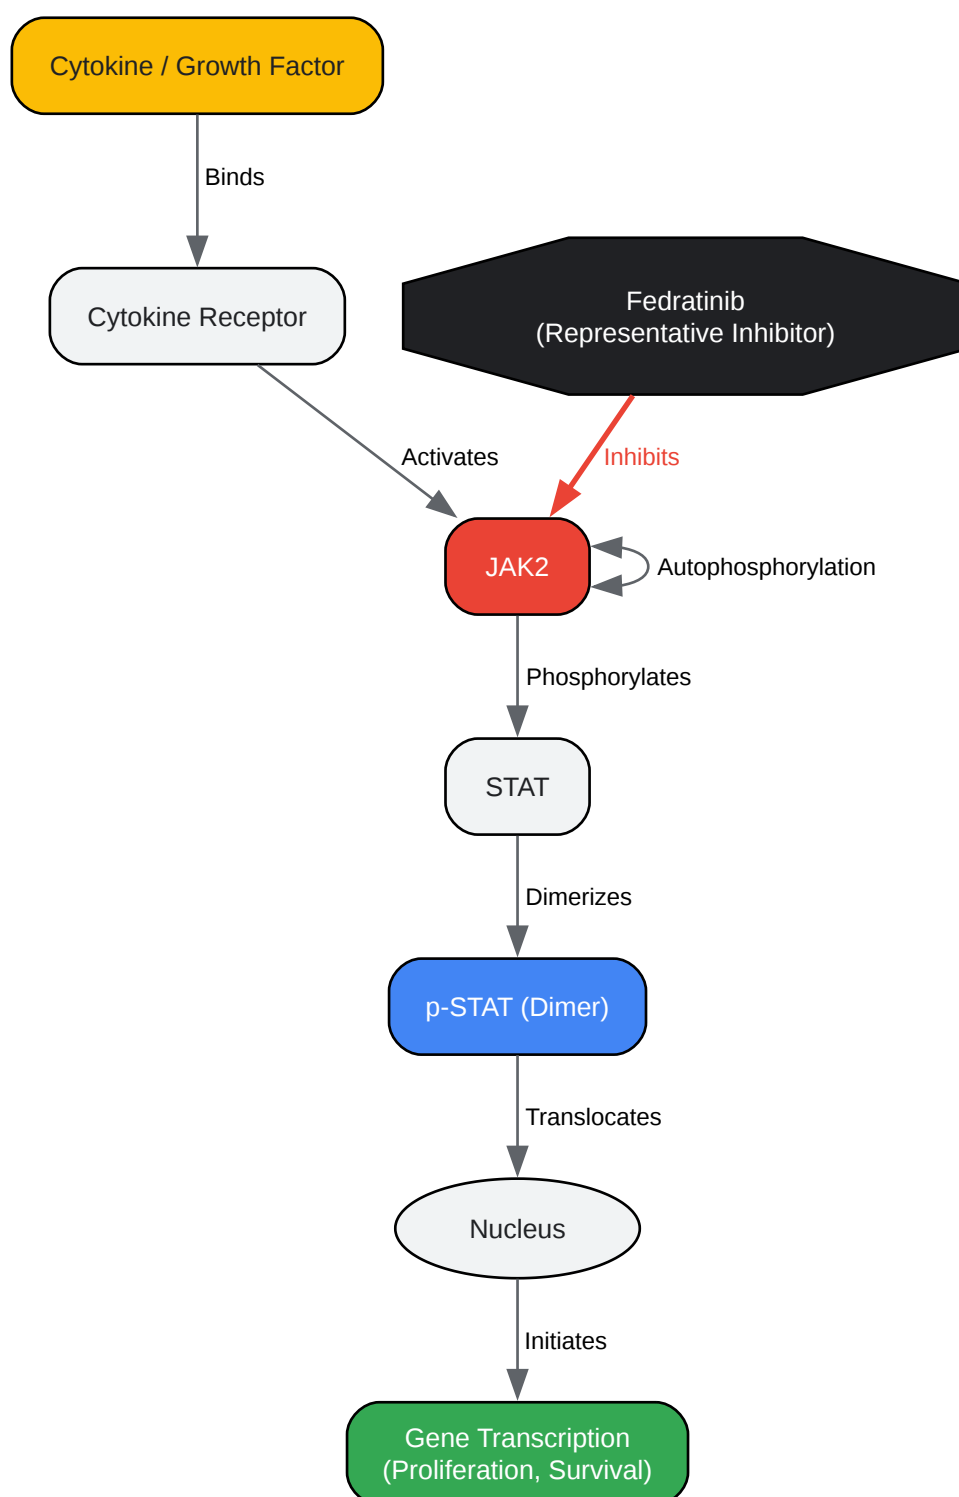 Cytokine / Growth Factor
Binds
Cytokine Receptor
Fedratinib
(Representative Inhibitor)
Activates
Inhibits
JAK2
Autophosphorylation
Phosphorylates
STAT
Dimerizes
p-STAT (Dimer)
Translocates
Nucleus
Initiates
Gene Transcription
(Proliferation, Survival)